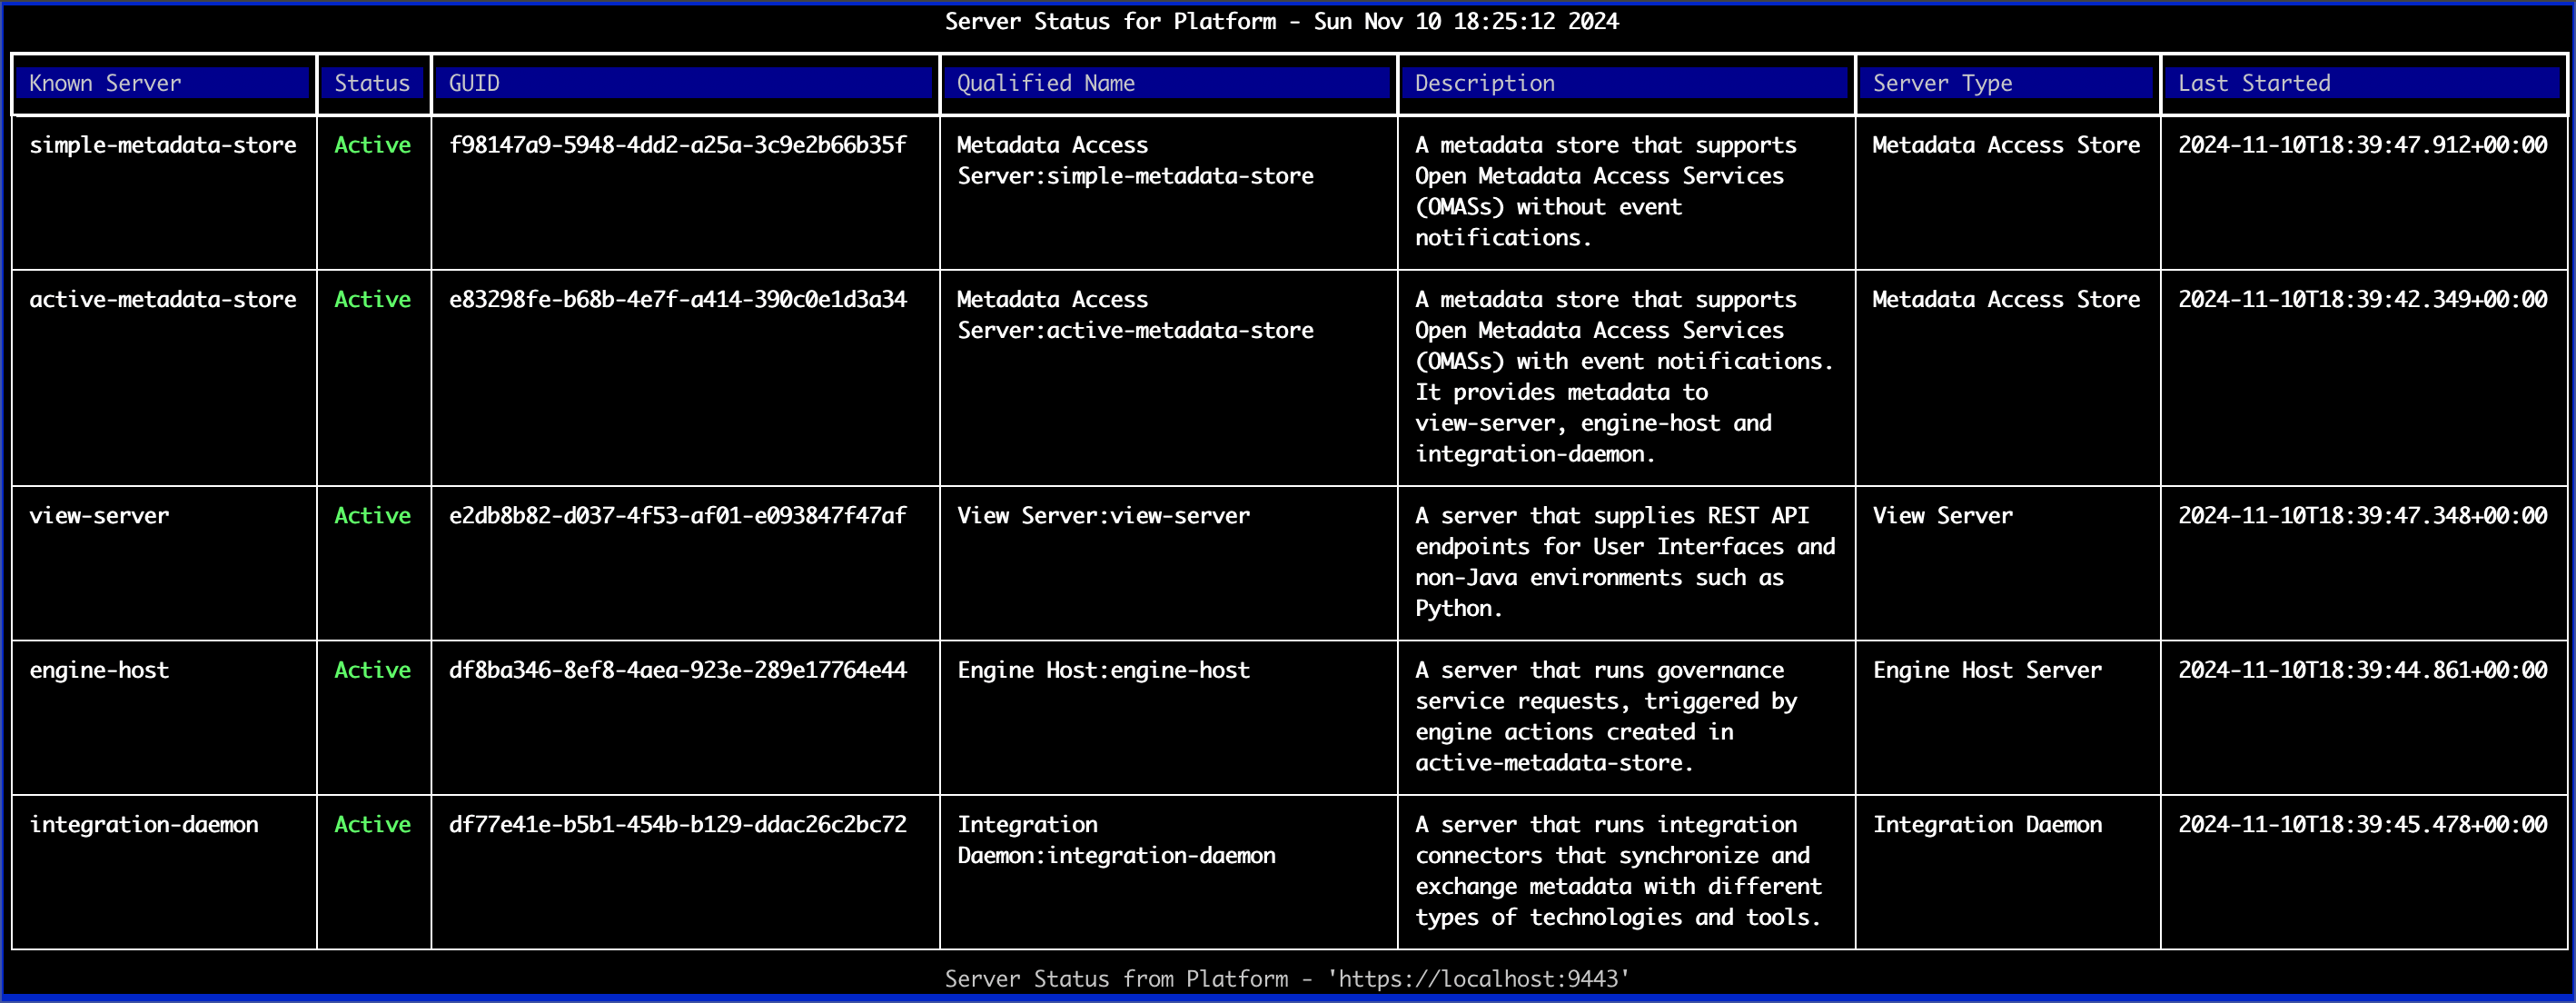 Server Status for Platform - Sun Nov 10 18:25:12 2024
Known Server Status GUID Qualified Name Description Server Type Last Started
simple-metadata-store Active f98147a9-5948-4dd2-a25a-3c9e2b66b35f Metadata Access A metadata store that supports Metadata Access Store 2024-11-10T18:39:47.912+00:00
Server:simple-metadata-store Open Metadata Access Services
(OMASs) without event
notifications.
active-metadata-store Active e83298fe-b68b-4e7f-a414-390c0e1d3a34 Metadata Access A metadata store that supports Metadata Access Store 2024-11-10T18:39:42.349+00:00
Server:active-metadata-store Open Metadata Access Services
(OMASs) with event notifications.
It provides metadata to
view-server, engine-host and
integration-daemon.
view-server Active e2db8b82-d037-4f53-af01-e093847f47af View Server:view-server A server that supplies REST API View Server 2024-11-10T18:39:47.348+00:00
endpoints for User Interfaces and
non-Java environments such as
Python.
engine-host Active df8ba346-8ef8-4aea-923e-289e17764e44 Engine Host:engine-host A server that runs governance Engine Host Server 2024-11-10T18:39:44.861+00:00
service requests, triggered by
engine actions created in
active-metadata-store.
integration-daemon Active df77e41e-b5b1-454b-b129-ddac26c2bc72 Integration A server that runs integration Integration Daemon 2024-11-10T18:39:45.478+00:00
Daemon:integration-daemon connectors that synchronize and
exchange metadata with different
types of technologies and tools.
Server Status from Platform - 'https://localhost:9443'